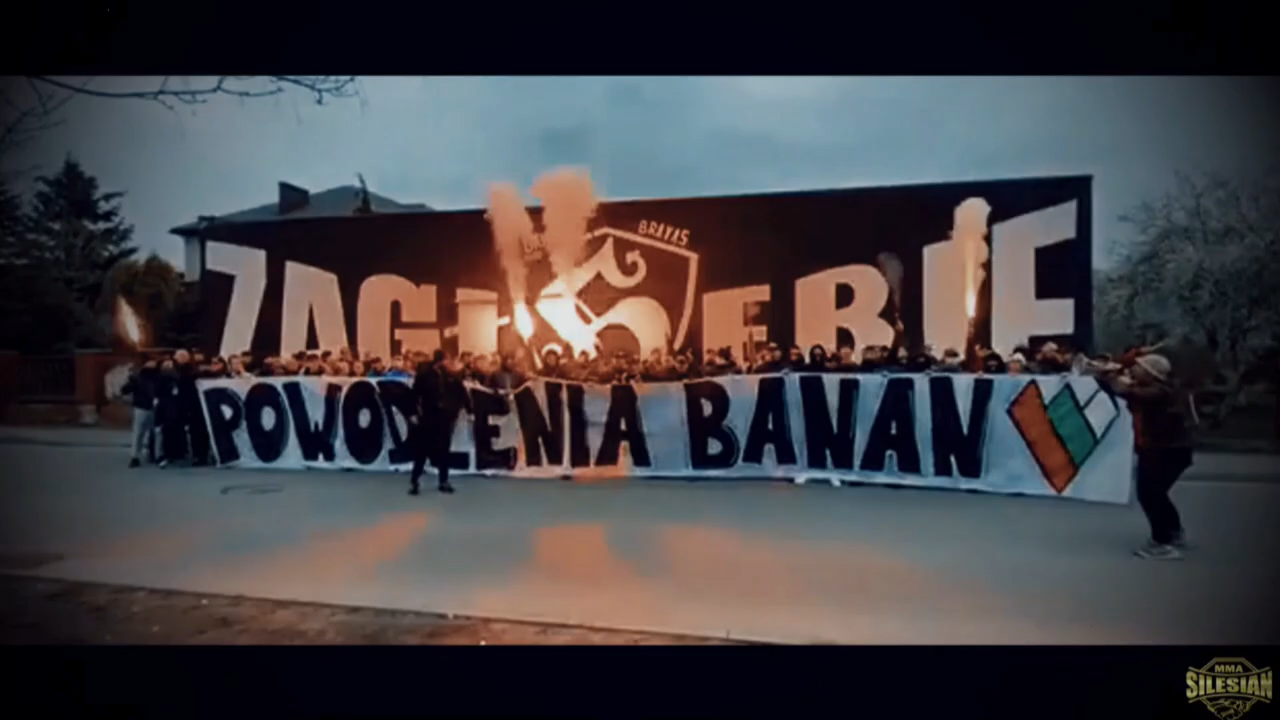 BRAYAS
ZAGŁĘBIE
POWODZENIA BANAN
MMA
SILESIAN